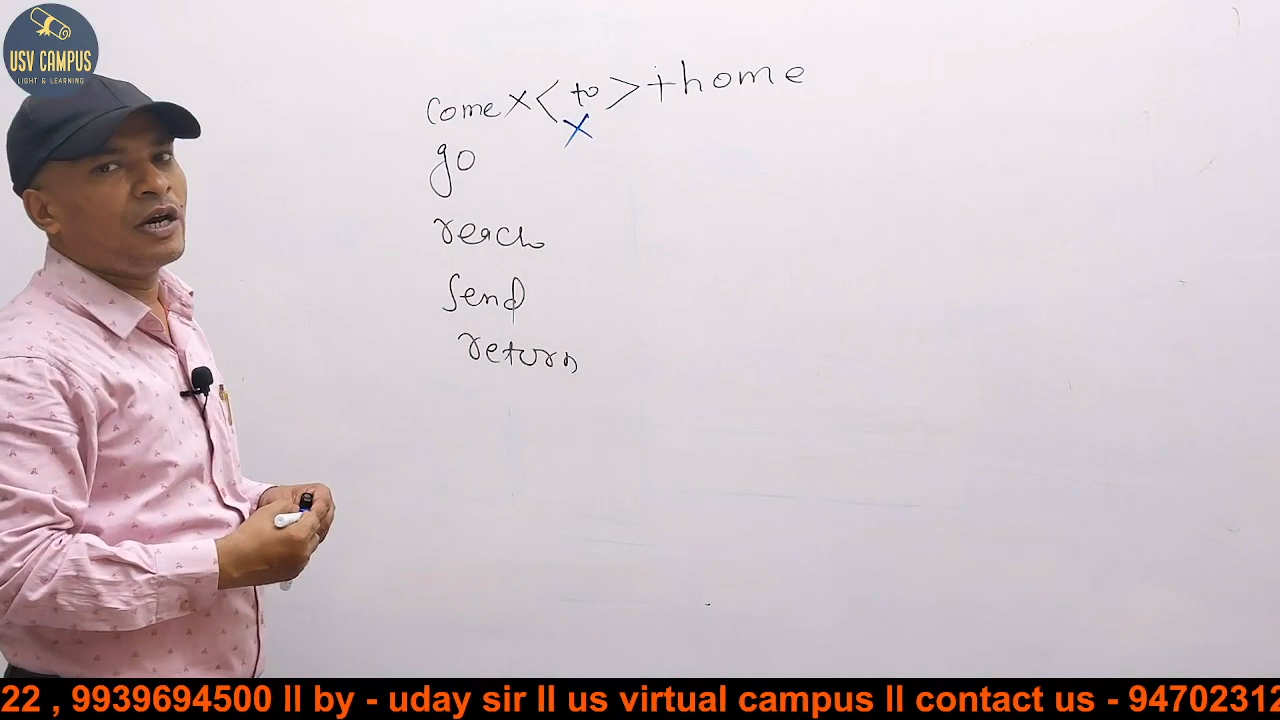 USV CAMPUS
LIGHT & LEARNING
Come × < to > + home
×
go
reach
send
return
22 , 9939694500 ll by - uday sir ll us virtual campus ll contact us - 94702312